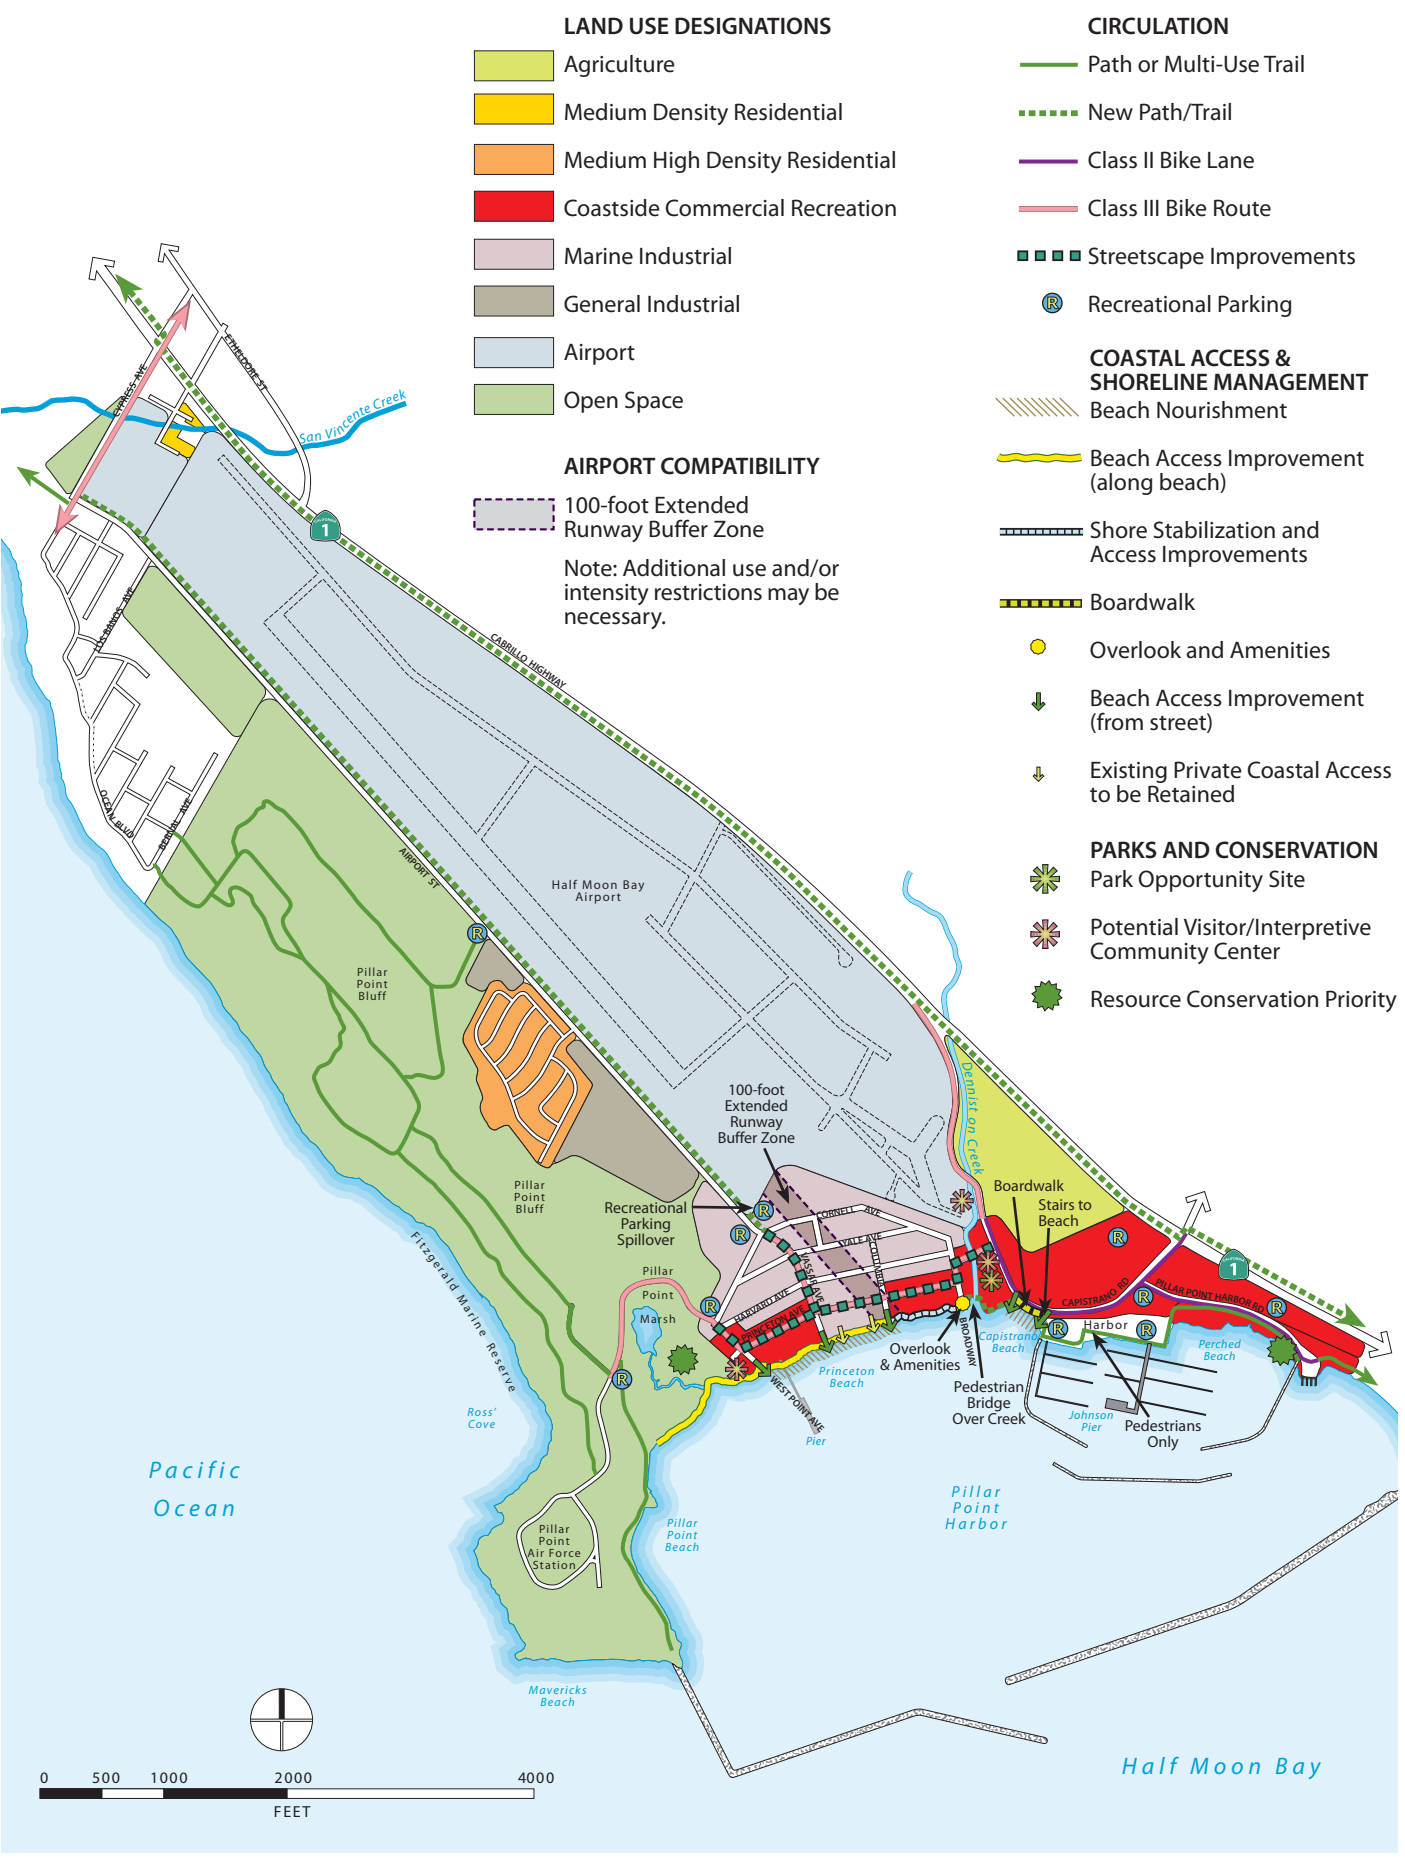 LAND USE DESIGNATIONS
Agriculture
Medium Density Residential
Medium High Density Residential
Coastside Commercial Recreation
Marine Industrial
General Industrial
Airport
Open Space
AIRPORT COMPATIBILITY
100-foot Extended
Runway Buffer Zone
Note: Additional use and/or
intensity restrictions may be
necessary.
CIRCULATION
Path or Multi-Use Trail
New Path/Trail
Class II Bike Lane
Class III Bike Route
Streetscape Improvements
R
Recreational Parking
COASTAL ACCESS &
SHORELINE MANAGEMENT
Beach Nourishment
Beach Access Improvement
(along beach)
Shore Stabilization and
Access Improvements
Boardwalk
Overlook and Amenities
Beach Access Improvement
(from street)
Existing Private Coastal Access
to be Retained
PARKS AND CONSERVATION
Park Opportunity Site
Potential Visitor/Interpretive
Community Center
Resource Conservation Priority
ETHELDORE ST
CYPRESS AVE
San Vincente Creek
CALIFORNIA
1
LOS BANOS AVE
CABRILLO HIGHWAY
OCEAN BLVD
BERNAL AVE
AIRPORT ST
Half Moon Bay
Airport
R
Pillar
Point
Bluff
Denniston Creek
100-foot
Extended
Runway
Buffer Zone
Pillar
Point
Bluff
Recreational
Parking
Spillover
R
R
CORNELL AVE
YALE AVE
COLUMBIA
VASSAR AVE
HARVARD AVE
PRINCETON AVE
BROADWAY
WEST POINT AVE
Boardwalk
Stairs to
Beach
R
CAPISTRANO RD
PILLAR POINT HARBOR RD
CALIFORNIA
1
R
R
R
R
Harbor
Fitzgerald Marine Reserve
Pillar
Point
Marsh
R
R
Overlook
& Amenities
Capistrano
Beach
Perched
Beach
Princeton
Beach
Pedestrian
Bridge
Over Creek
Johnson
Pier
Pedestrians
Only
Pier
Ross'
Cove
Pacific
Ocean
Pillar
Point
Harbor
Pillar
Point
Beach
Pillar
Point
Air Force
Station
Mavericks
Beach
Half Moon Bay
0 500 1000 2000 4000
FEET